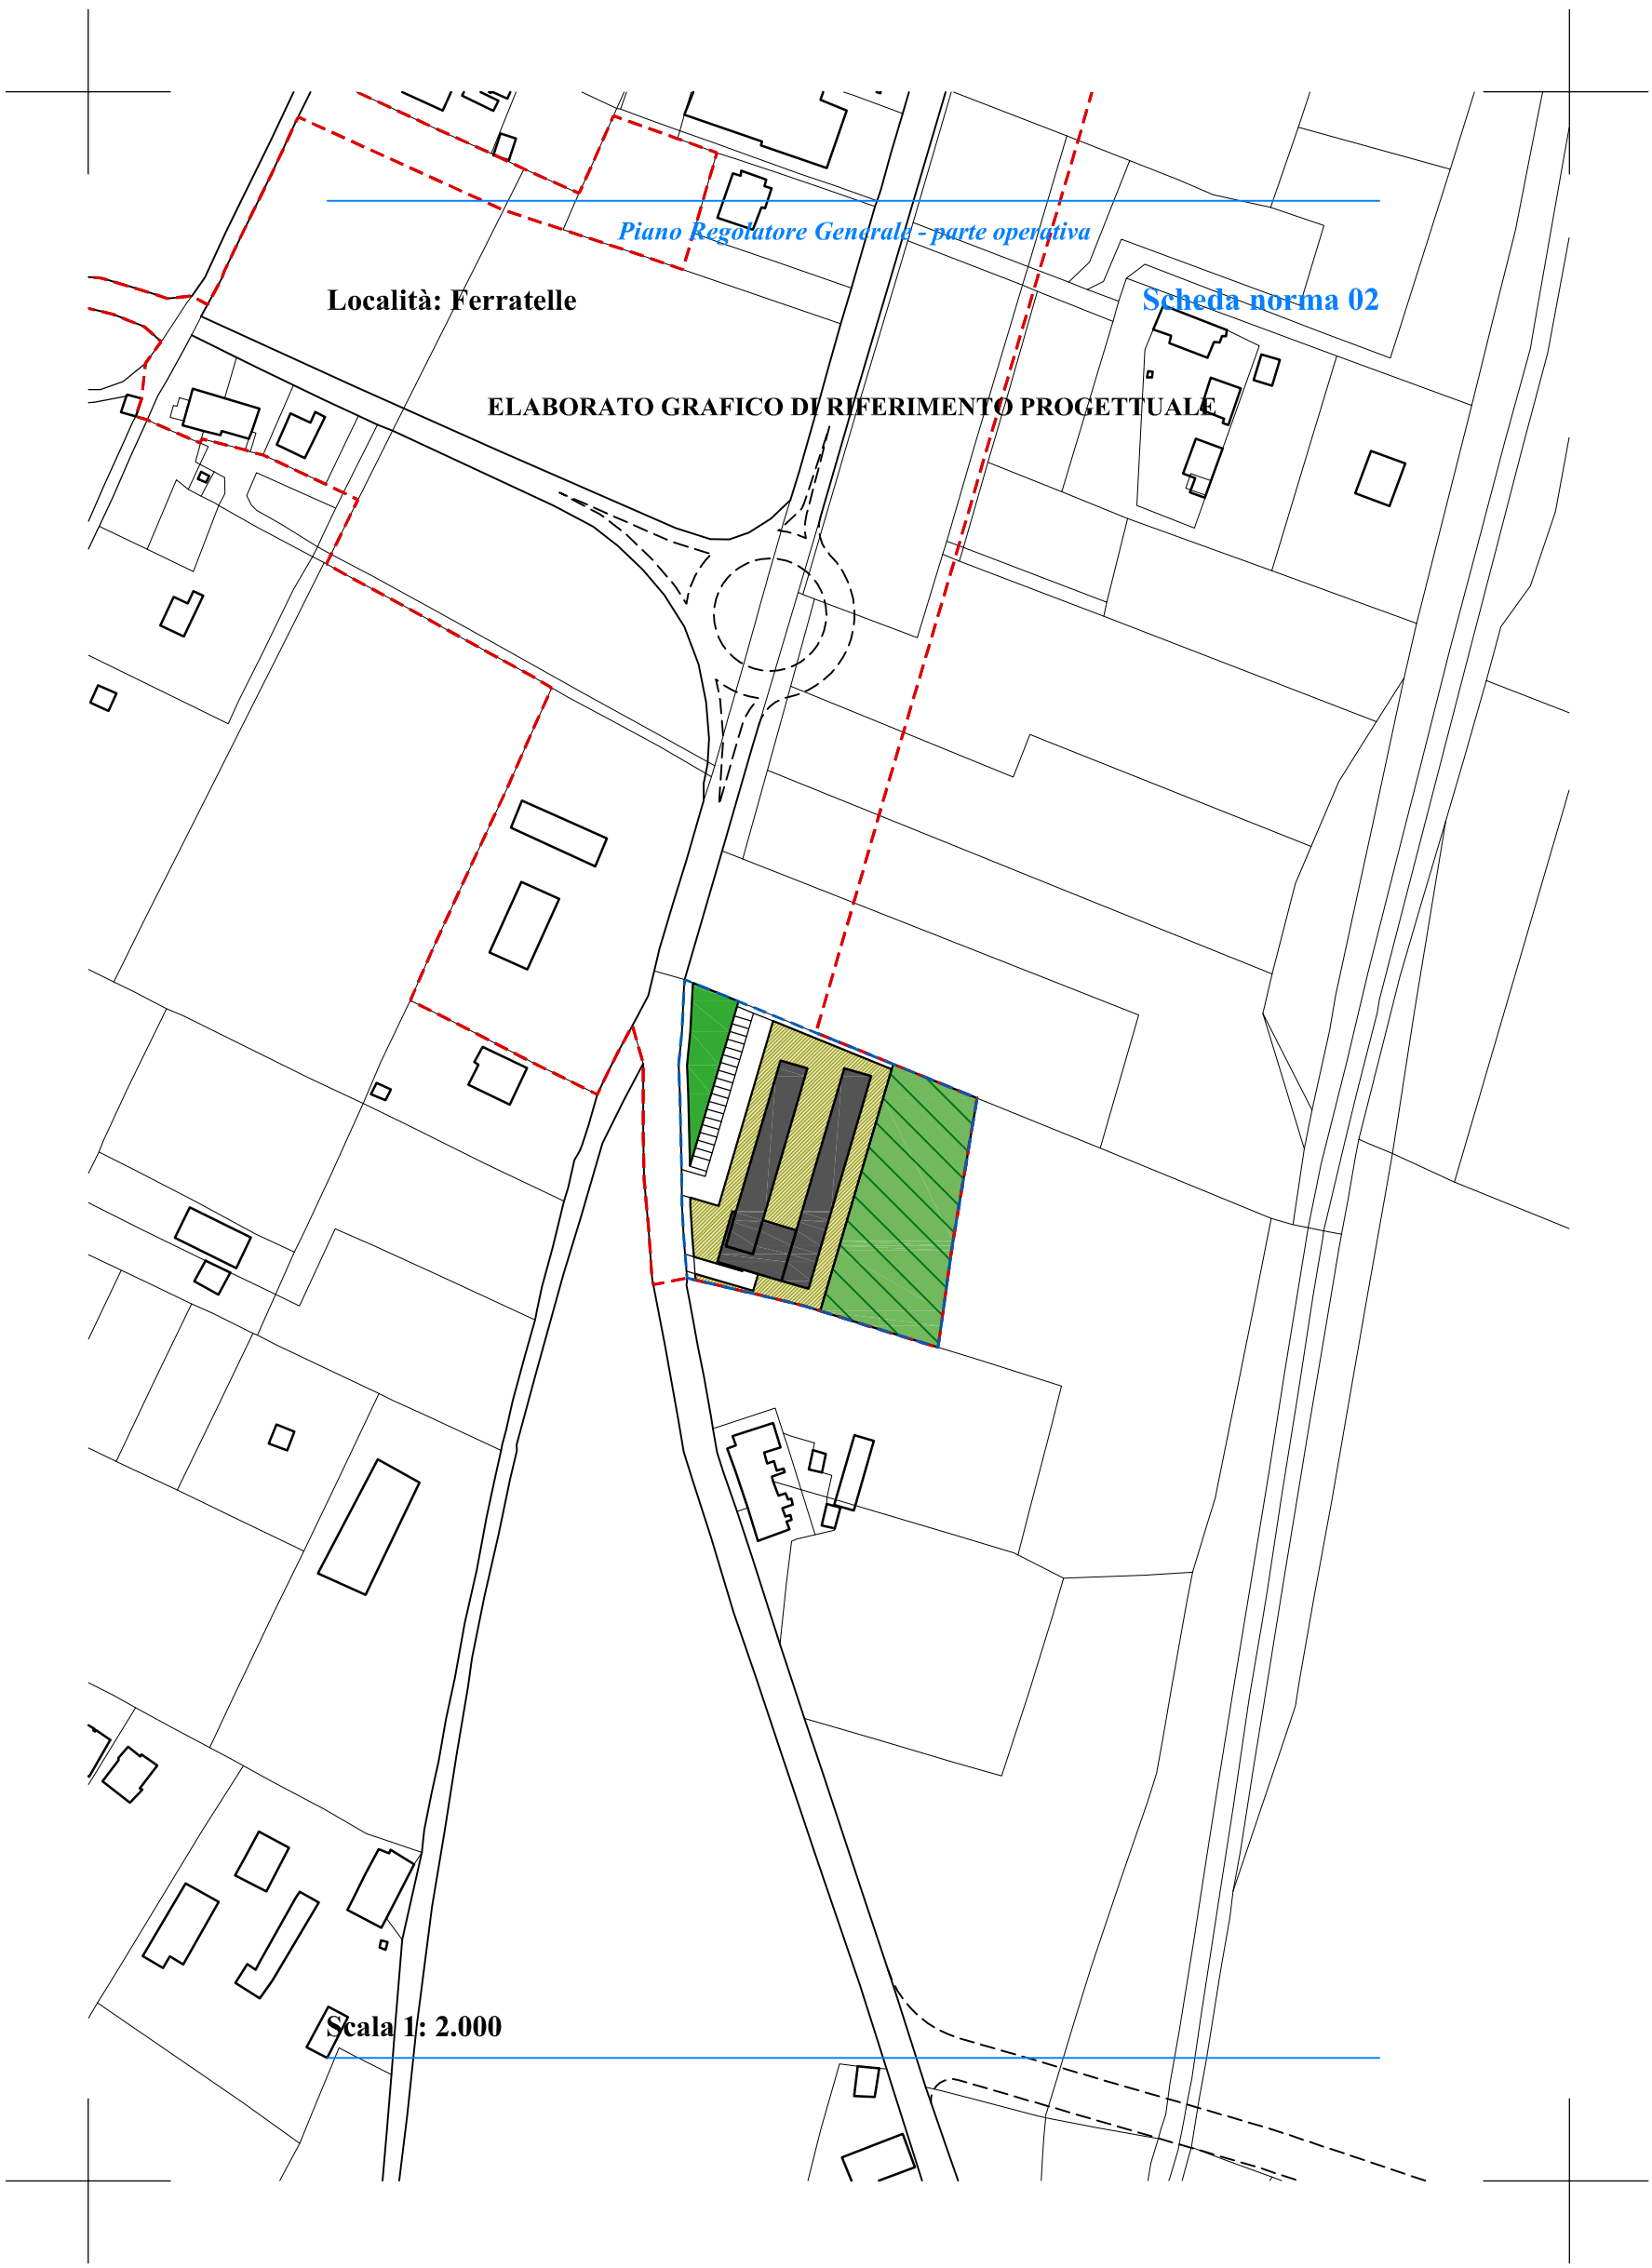 Piano Regolatore Generale - parte operativa
Località: Ferratelle Scheda norma 02
ELABORATO GRAFICO DI RIFERIMENTO PROGETTUALE
Scala 1: 2.000